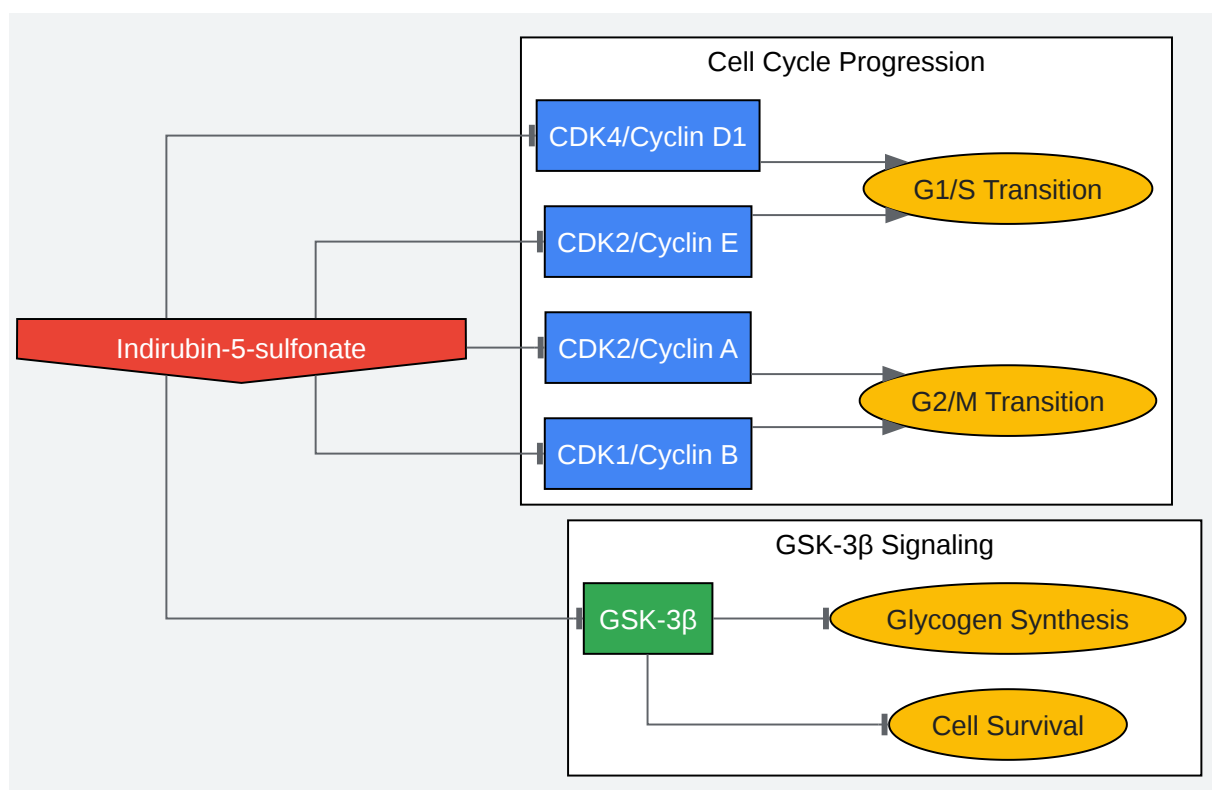 Cell Cycle Progression
CDK4/Cyclin D1
G1/S Transition
CDK2/Cyclin E
Indirubin-5-sulfonate
CDK2/Cyclin A
G2/M Transition
CDK1/Cyclin B
GSK-3β Signaling
GSK-3β
Glycogen Synthesis
Cell Survival